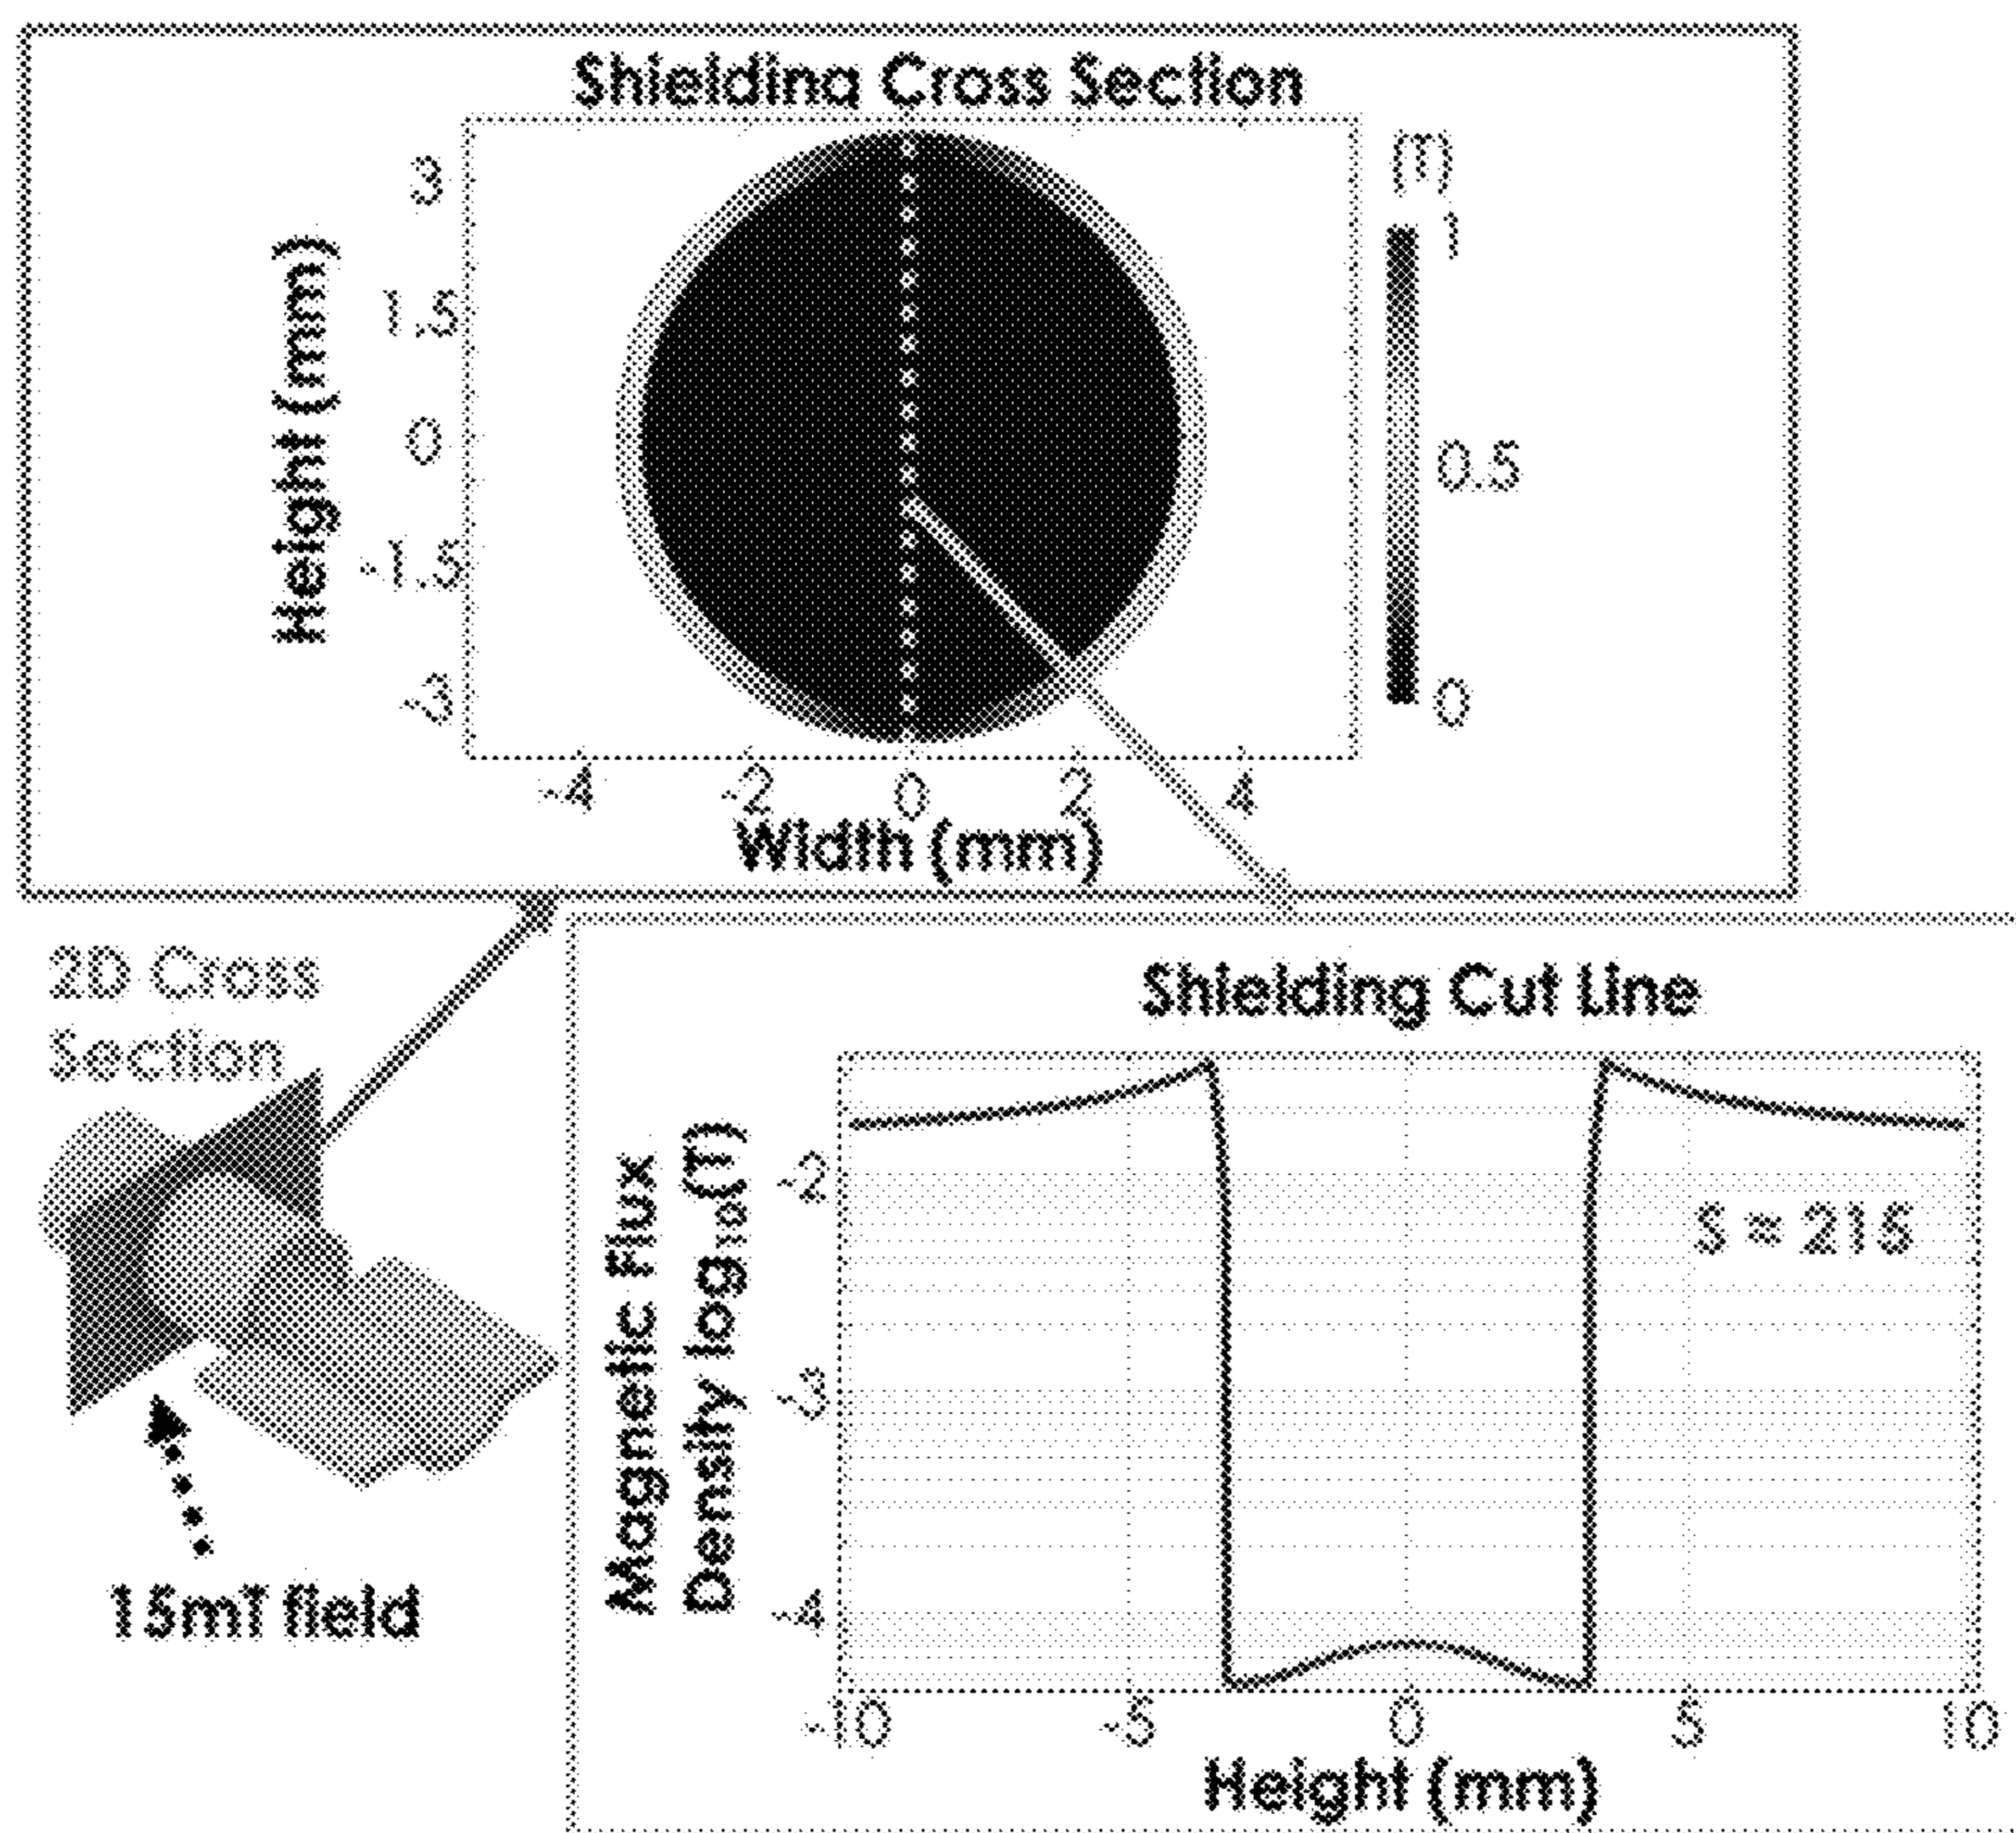 Shielding Cross Section
Height (mm)
3
1.5
0
-1.5
-3
-4 -2 0 2 4
Width (mm)
(T)
1
0.5
0
2D Cross
Section
15mT field
Shielding Cut Line
Magnetic Flux
Density log₁₀(T)
-2
-3
-4
S = 215
-10 -5 0 5 10
Height (mm)